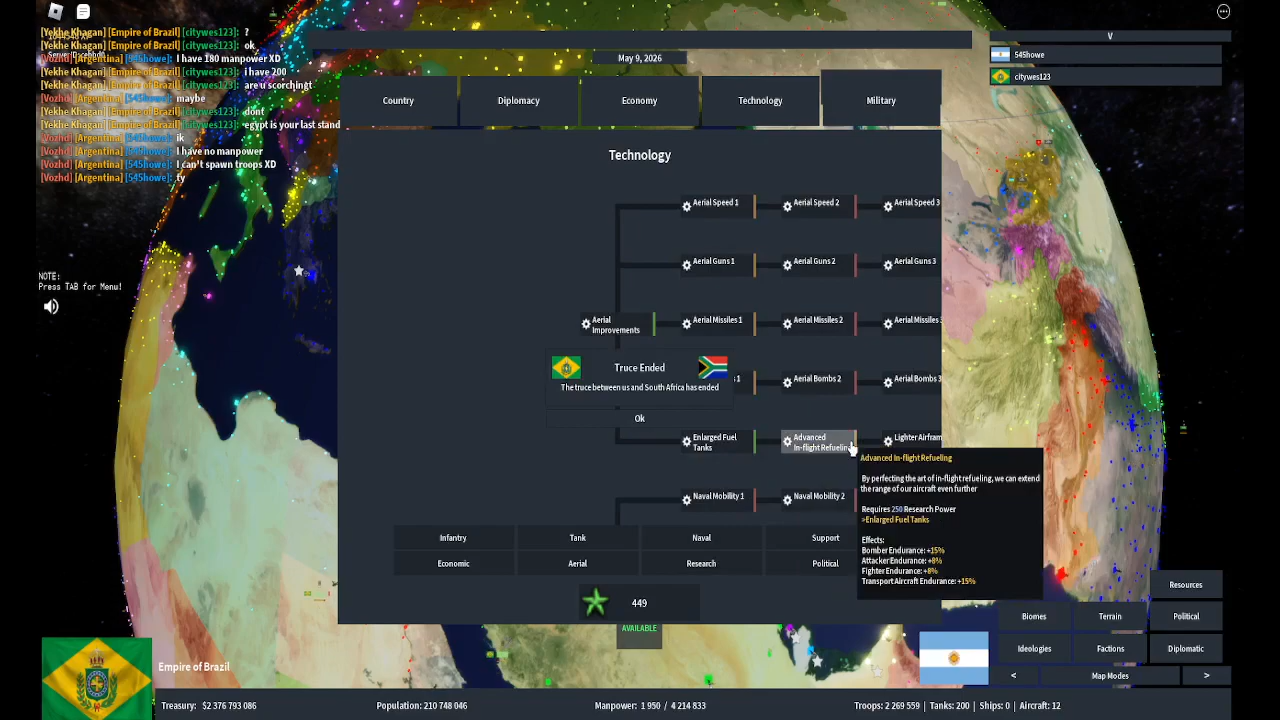 [Yekhe Khagan] [Empire of Brazil] [citywes123]: ?
[Yekhe Khagan] [Empire of Brazil] [citywes123]: ok
[Vozhd] [Argentina] [545howe]: I have 180 manpower XD
[Yekhe Khagan] [Empire of Brazil] [citywes123]: i have 200
[Yekhe Khagan] [Empire of Brazil] [citywes123]: are u scorchingt
[Vozhd] [Argentina] [545howe]: maybe
[Yekhe Khagan] [Empire of Brazil] [citywes123]: dont
[Yekhe Khagan] [Empire of Brazil] [citywes123]: egypt is your last stand
[Vozhd] [Argentina] [545howe]: ik
[Vozhd] [Argentina] [545howe]: I have no manpower
[Vozhd] [Argentina] [545howe]: I can't spawn troops XD
[Vozhd] [Argentina] [545howe]: ty
NOTE:
Press TAB for Menu!
May 9, 2026
V
545howe
citywes123
Country
Diplomacy
Economy
Technology
Military
Technology
Aerial Speed 1
Aerial Speed 2
Aerial Speed 3
Aerial Guns 1
Aerial Guns 2
Aerial Guns 3
Aerial
Improvements
Aerial Missiles 1
Aerial Missiles 2
Aerial Missiles
Truce Ended
The truce between us and South Africa has ended
Ok
1
Aerial Bombs 2
Aerial Bombs 3
Enlarged Fuel
Tanks
Advanced
In-flight Refueling
Lighter Airfram
Naval Mobility 1
Naval Mobility 2
Advanced In-flight Refueling
By perfecting the art of in-flight refueling, we can extend
the range of our aircraft even further
Requires 250 Research Power
>Enlarged Fuel Tanks
Effects:
Bomber Endurance: +15%
Attacker Endurance: +8%
Fighter Endurance: +8%
Transport Aircraft Endurance: +15%
Infantry
Tank
Naval
Support
Economic
Aerial
Research
Political
449
AVAILABLE
Resources
Biomes
Terrain
Political
Ideologies
Factions
Diplomatic
<
Map Modes
>
Empire of Brazil
Treasury: $2 376 793 086
Population: 210 748 046
Manpower: 1 950 / 4 214 833
Troops: 2 269 559 | Tanks: 200 | Ships: 0 | Aircraft: 12